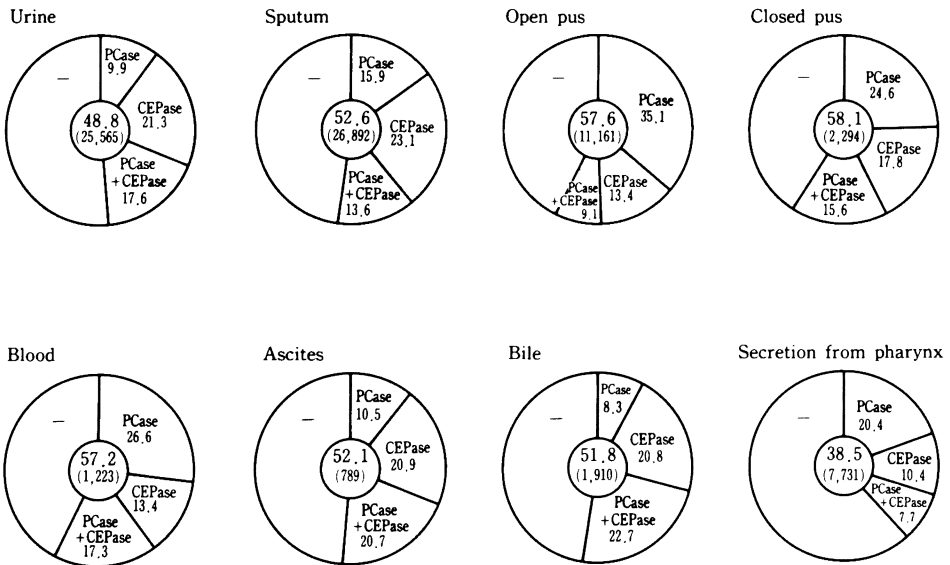 Urine
PCase
9.9
CEPase
21.3
PCase
+CEPase
17.6
48.8
(25,565)
−
Sputum
PCase
15.9
CEPase
23.1
PCase
+CEPase
13.6
52.6
(26,892)
−
Open pus
PCase
35.1
CEPase
13.4
PCase
+CEPase
9.1
57.6
(11,161)
−
Closed pus
PCase
24.6
CEPase
17.8
PCase
+CEPase
15.6
58.1
(2,294)
−
Blood
PCase
26.6
CEPase
13.4
PCase
+CEPase
17.3
57.2
(1,223)
−
Ascites
PCase
10.5
CEPase
20.9
PCase
+CEPase
20.7
52.1
(789)
−
Bile
PCase
8.3
CEPase
20.8
PCase
+CEPase
22.7
51.8
(1,910)
−
Secretion from pharynx
PCase
20.4
CEPase
10.4
PCase
+CEPase
7.7
38.5
(7,731)
−